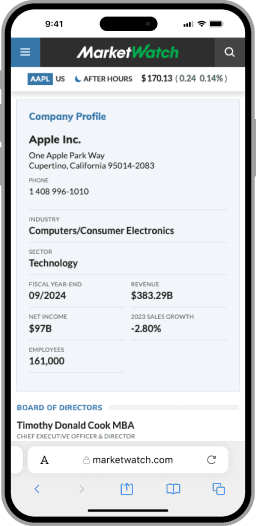 9:41
MarketWatch
AAPL US AFTER HOURS $170.13 (0.24 0.14%)
Company Profile
Apple Inc.
One Apple Park Way
Cupertino, California 95014-2083
PHONE
1 408 996-1010
INDUSTRY
Computers/Consumer Electronics
SECTOR
Technology
FISCAL YEAR-END REVENUE
09/2024 $383.29B
NET INCOME 2023 SALES GROWTH
$97B -2.80%
EMPLOYEES
161,000
BOARD OF DIRECTORS
Timothy Donald Cook MBA
CHIEF EXECUTIVE OFFICER & DIRECTOR
A marketwatch.com